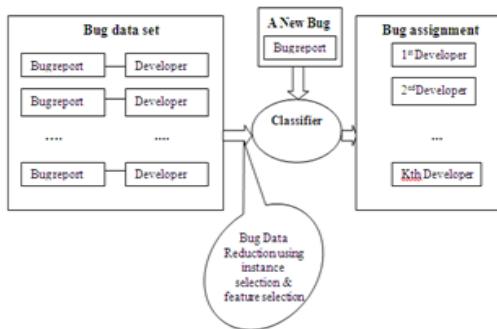 Bug data set
Bugreport
Developer
Bugreport
Developer
....
....
Bugreport
Developer
A New Bug
Bugreport
Classifier
Bug Data
Reduction using
instance
selection &
feature selection
Bug assignment
1st Developer
2nd Developer
...
Kth Developer